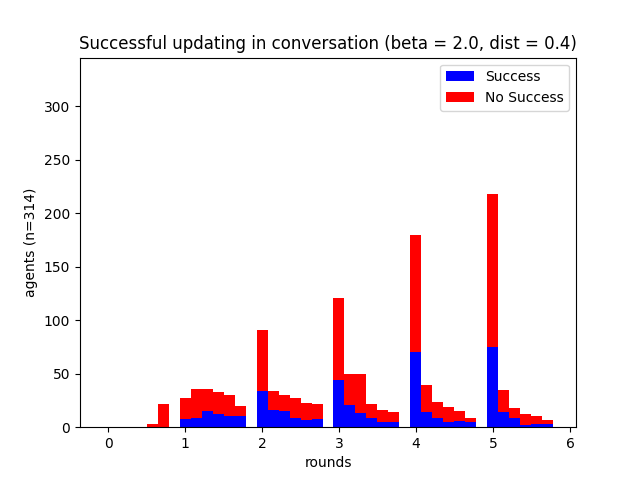 Successful updating in conversation (beta = 2.0, dist = 0.4)
Success
No Success
300
250
200
150
100
50
0
agents (n=314)
0 1 2 3 4 5 6
rounds